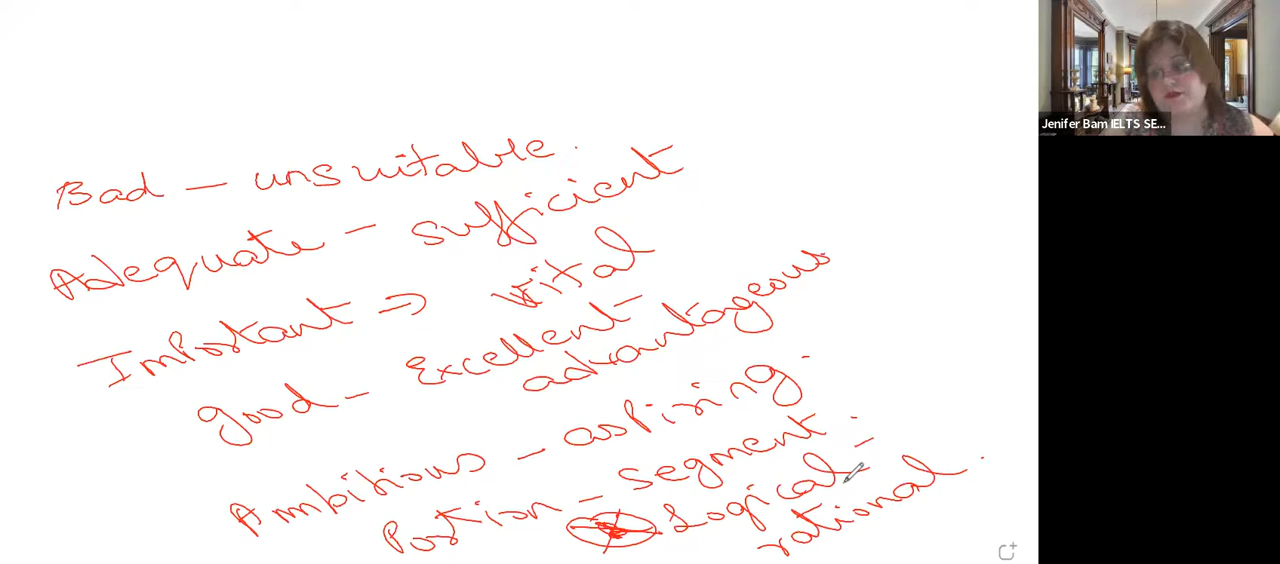 Jenifer Bam IELTS SE...
Bad - unsuitable.
Adequate - sufficient
Important => Vital
good - Excellent
advantageous
Ambitious - aspiring.
Portion - Segment.
Logical -
rational.